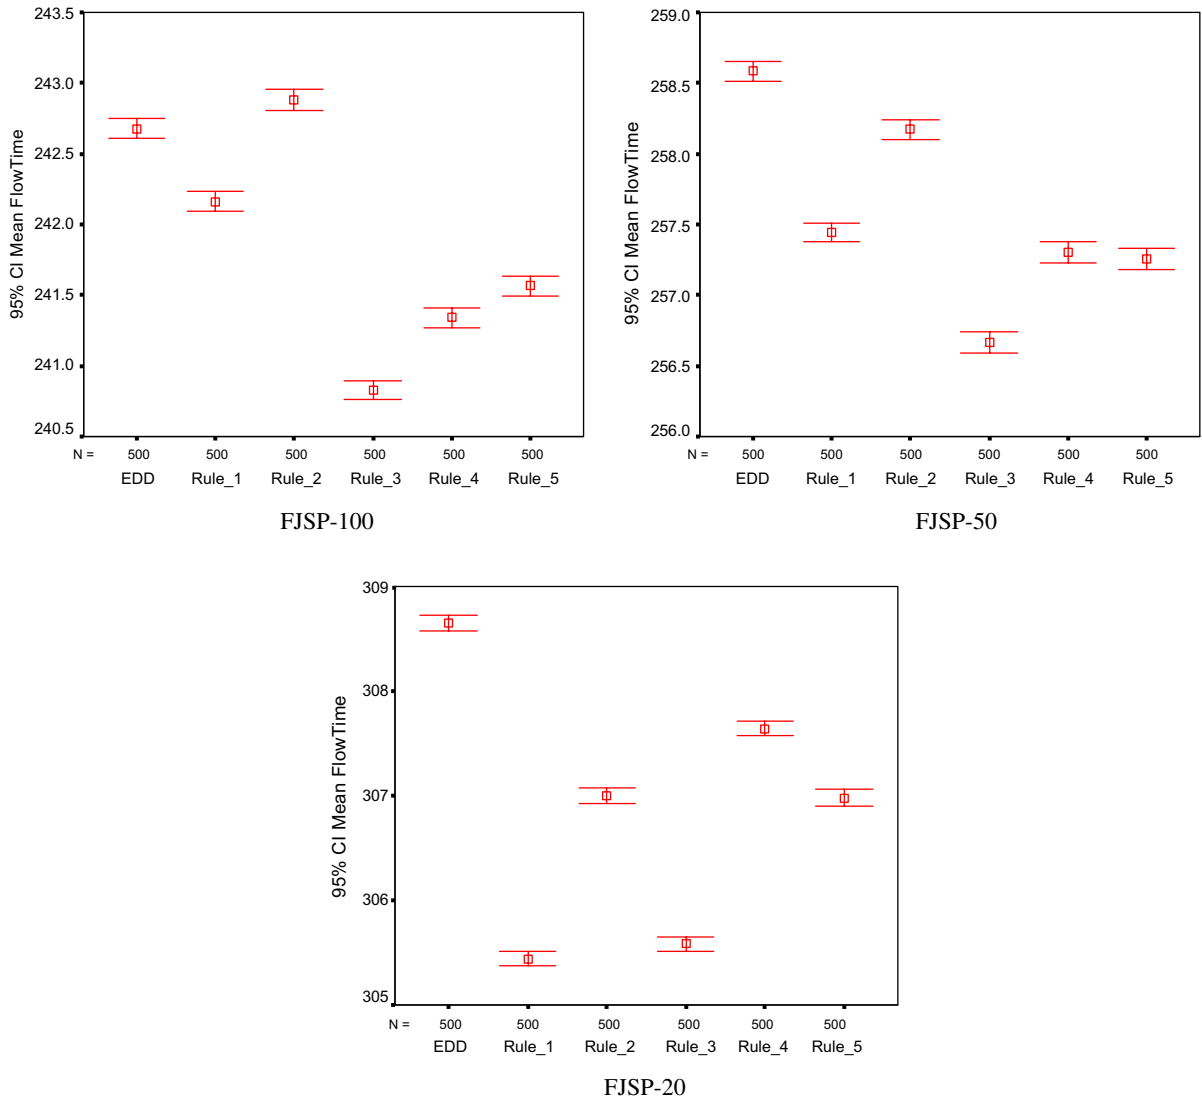 243.5
243.0
242.5
242.0
241.5
241.0
240.5
95% CI Mean FlowTime
N = 500 500 500 500 500 500
EDD Rule_1 Rule_2 Rule_3 Rule_4 Rule_5
FJSP-100
259.0
258.5
258.0
257.5
257.0
256.5
256.0
95% CI Mean FlowTime
N = 500 500 500 500 500 500
EDD Rule_1 Rule_2 Rule_3 Rule_4 Rule_5
FJSP-50
309
308
307
306
305
95% CI Mean FlowTime
N = 500 500 500 500 500 500
EDD Rule_1 Rule_2 Rule_3 Rule_4 Rule_5
FJSP-20